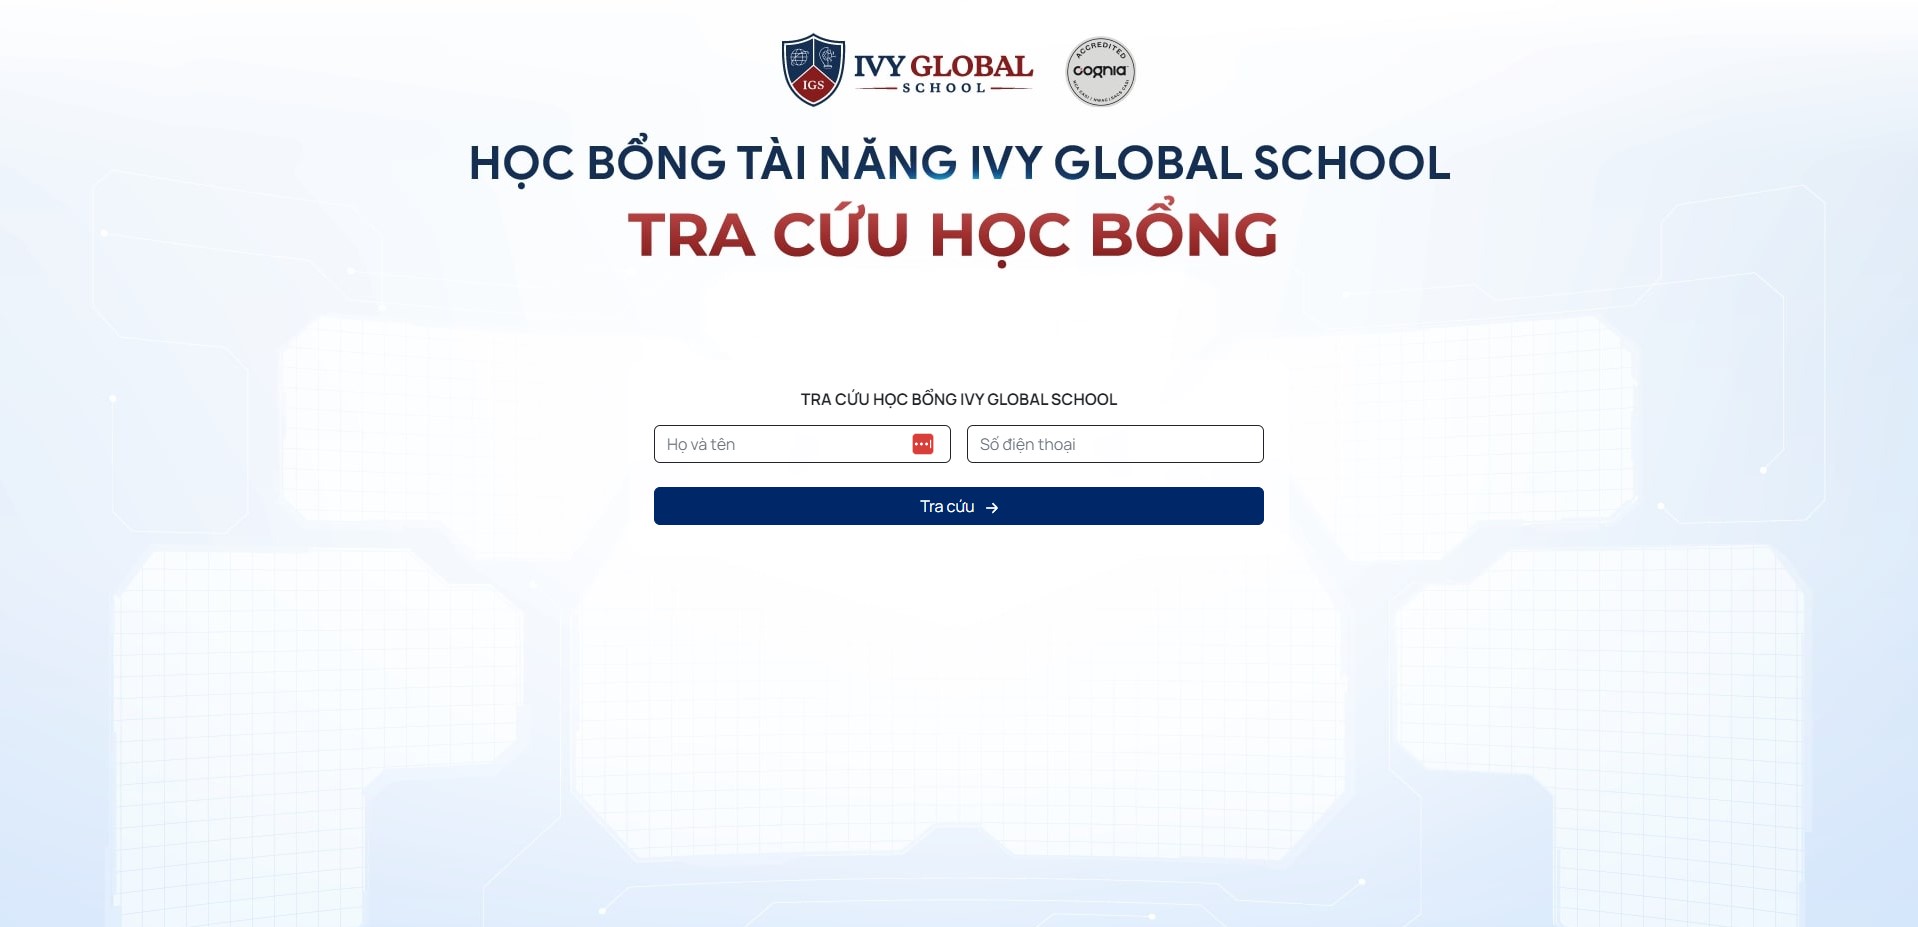 IGS
IVY GLOBAL
SCHOOL
ACCREDITED
cognia
HỌC BỔNG TÀI NĂNG IVY GLOBAL SCHOOL
TRA CỨU HỌC BỔNG
TRA CỨU HỌC BỔNG IVY GLOBAL SCHOOL
Họ và tên
Số điện thoại
Tra cứu